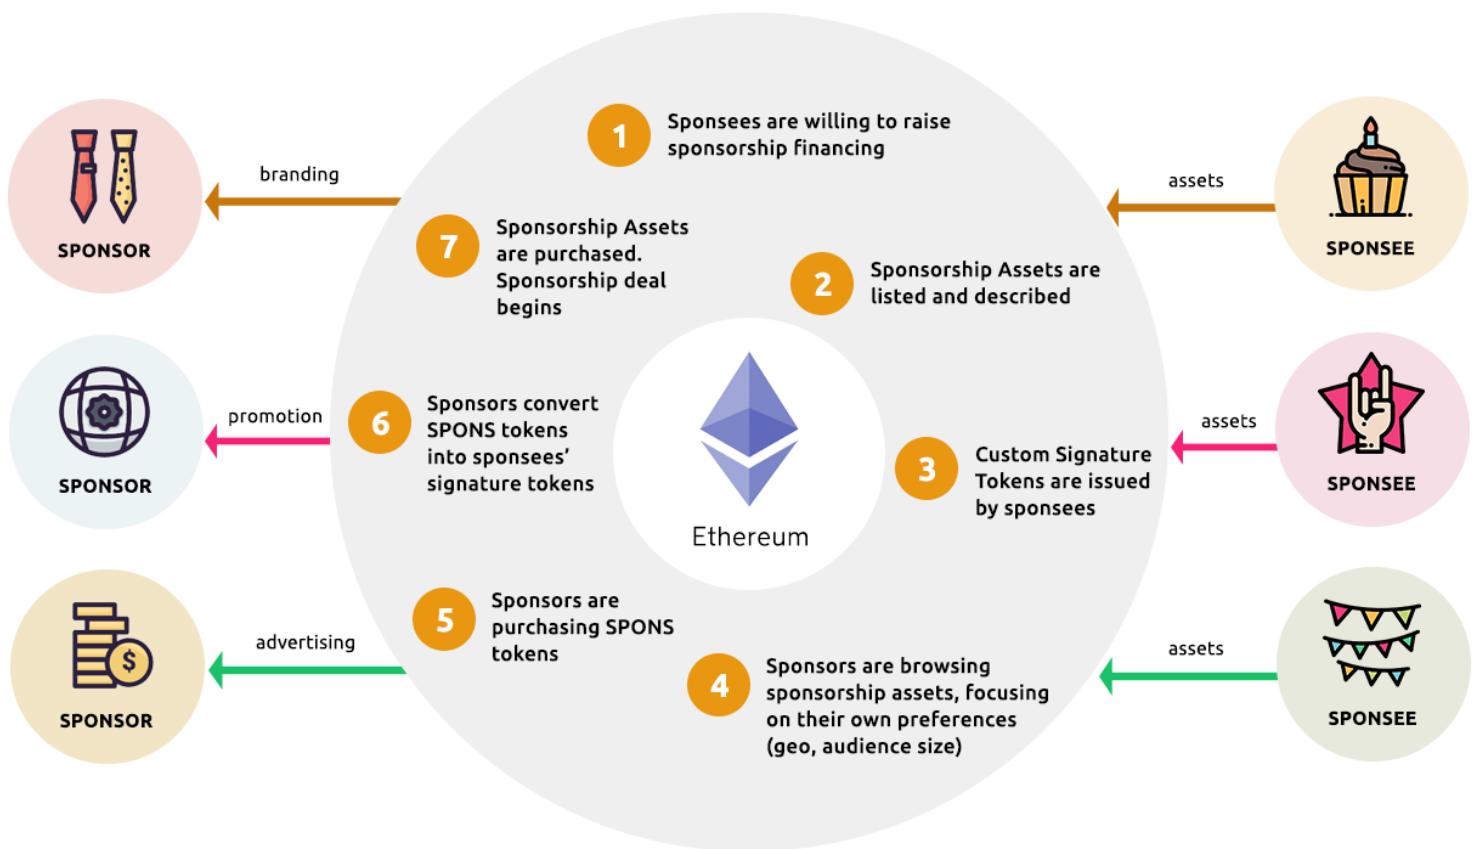 1
Sponsees are willing to raise
sponsorship financing
2
Sponsorship Assets are
listed and described
3
Custom Signature
Tokens are issued
by sponsees
4
Sponsors are browsing
sponsorship assets, focusing
on their own preferences
(geo, audience size)
5
Sponsors are
purchasing SPONS
tokens
6
Sponsors convert
SPONS tokens
into sponsees’
signature tokens
7
Sponsorship Assets
are purchased.
Sponsorship deal
begins
Ethereum
branding
SPONSOR
promotion
SPONSOR
advertising
$
SPONSOR
assets
SPONSEE
assets
SPONSEE
assets
SPONSEE